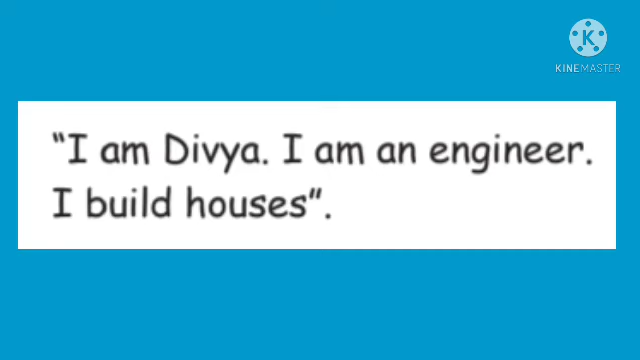 KINEMASTER
"I am Divya. I am an engineer.
I build houses".